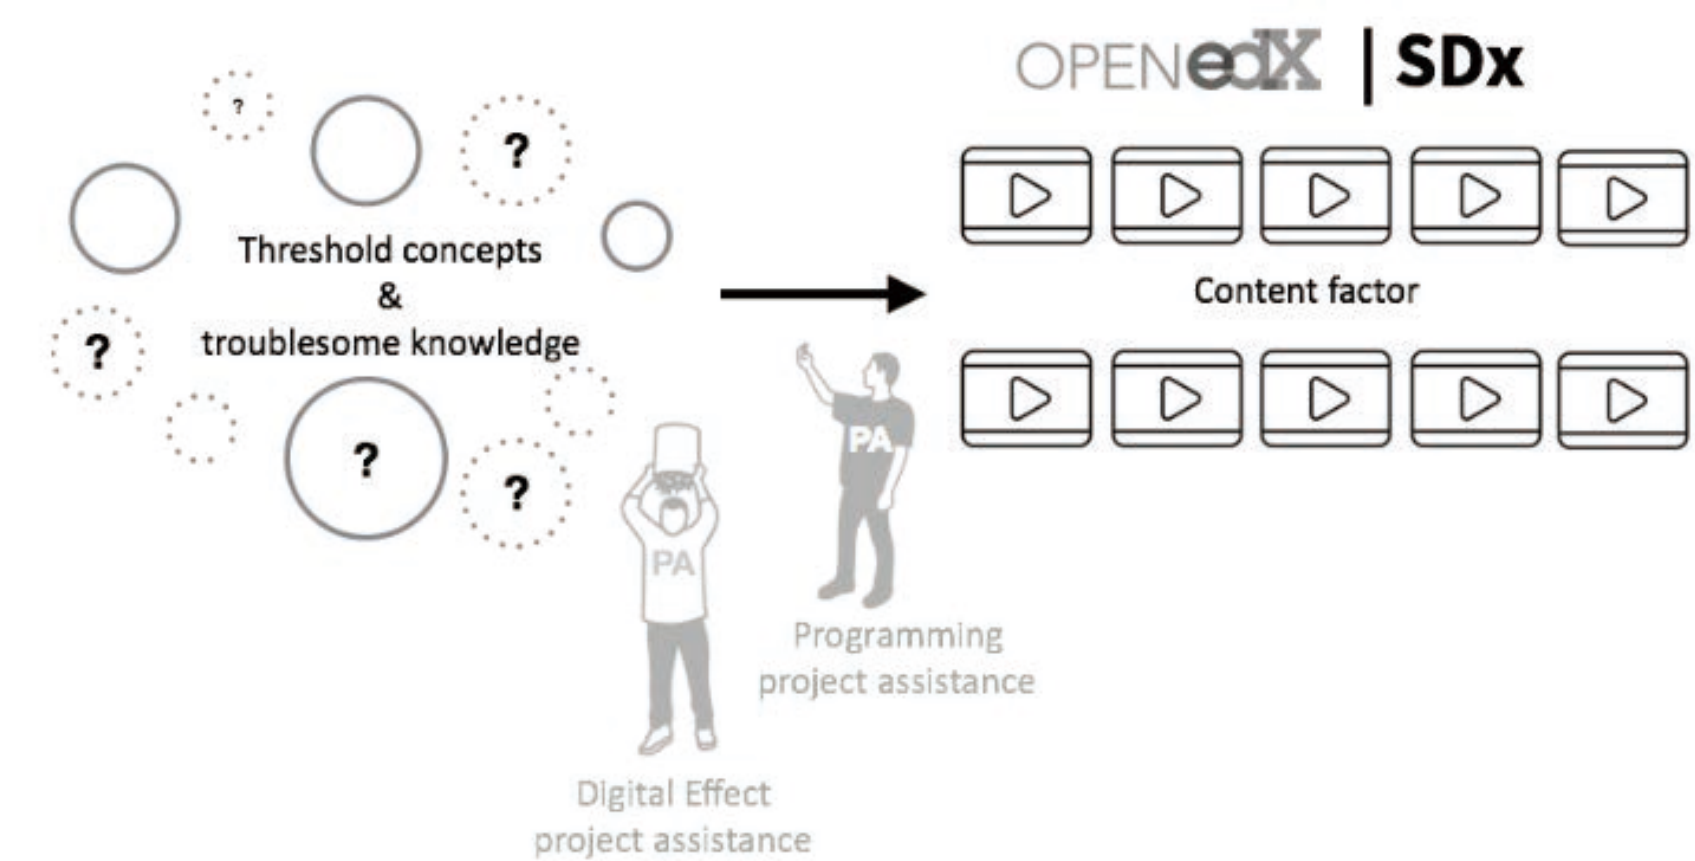 OPENedX | SDx
?
?
Threshold concepts
&
troublesome knowledge
?
?
?
Content factor
PA
PA
Programming
project assistance
Digital Effect
project assistance